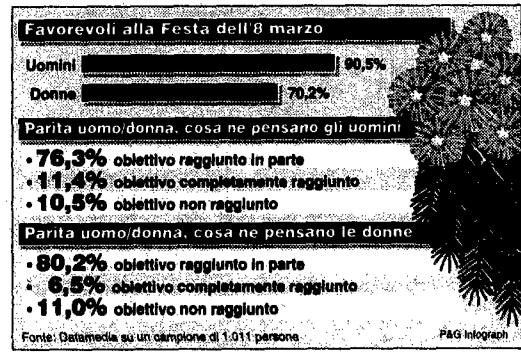 Favorevoli alla Festa dell'8 marzo
Uomini 90,5%
Donne 70,2%
Parita uomo/donna, cosa ne pensano gli uomini
• 76,3% obiettivo raggiunto in parte
• 11,4% obiettivo completamente raggiunto
• 10,5% obiettivo non raggiunto
Parita uomo/donna, cosa ne pensano le donne
• 80,2% obiettivo raggiunto in parte
• 6,5% obiettivo completamente raggiunto
• 11,0% obiettivo non raggiunto
Fonte: Datamedia su un campione di 1.011 persone
P&G Infograph